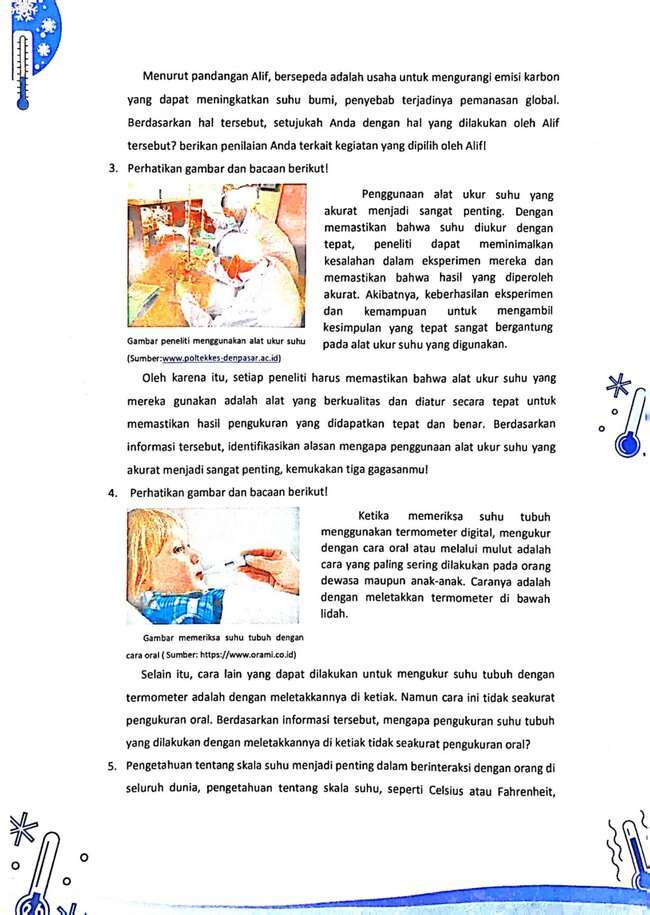 Menurut pandangan Alif, bersepeda adalah usaha untuk mengurangi emisi karbon
yang dapat meningkatkan suhu bumi, penyebab terjadinya pemanasan global.
Berdasarkan hal tersebut, setujukah Anda dengan hal yang dilakukan oleh Alif
tersebut? berikan penilaian Anda terkait kegiatan yang dipilih oleh Alif!
3. Perhatikan gambar dan bacaan berikut!
Penggunaan alat ukur suhu yang
akurat menjadi sangat penting. Dengan
memastikan bahwa suhu diukur dengan
tepat, peneliti dapat meminimalkan
kesalahan dalam eksperimen mereka dan
memastikan bahwa hasil yang diperoleh
akurat. Akibatnya, keberhasilan eksperimen
dan kemampuan untuk mengambil
kesimpulan yang tepat sangat bergantung
pada alat ukur suhu yang digunakan.
Gambar peneliti menggunakan alat ukur suhu
(Sumber:www.poltekkes-denpasar.ac.id)
Oleh karena itu, setiap peneliti harus memastikan bahwa alat ukur suhu yang
mereka gunakan adalah alat yang berkualitas dan diatur secara tepat untuk
memastikan hasil pengukuran yang didapatkan tepat dan benar. Berdasarkan
informasi tersebut, identifikasikan alasan mengapa penggunaan alat ukur suhu yang
akurat menjadi sangat penting, kemukakan tiga gagasanmu!
4. Perhatikan gambar dan bacaan berikut!
Ketika memeriksa suhu tubuh
menggunakan termometer digital, mengukur
dengan cara oral atau melalui mulut adalah
cara yang paling sering dilakukan pada orang
dewasa maupun anak-anak. Caranya adalah
dengan meletakkan termometer di bawah
lidah.
Gambar memeriksa suhu tubuh dengan
cara oral ( Sumber: https://www.orami.co.id)
Selain itu, cara lain yang dapat dilakukan untuk mengukur suhu tubuh dengan
termometer adalah dengan meletakkannya di ketiak. Namun cara ini tidak seakurat
pengukuran oral. Berdasarkan informasi tersebut, mengapa pengukuran suhu tubuh
yang dilakukan dengan meletakkannya di ketiak tidak seakurat pengukuran oral?
5. Pengetahuan tentang skala suhu menjadi penting dalam berinteraksi dengan orang di
seluruh dunia, pengetahuan tentang skala suhu, seperti Celsius atau Fahrenheit,